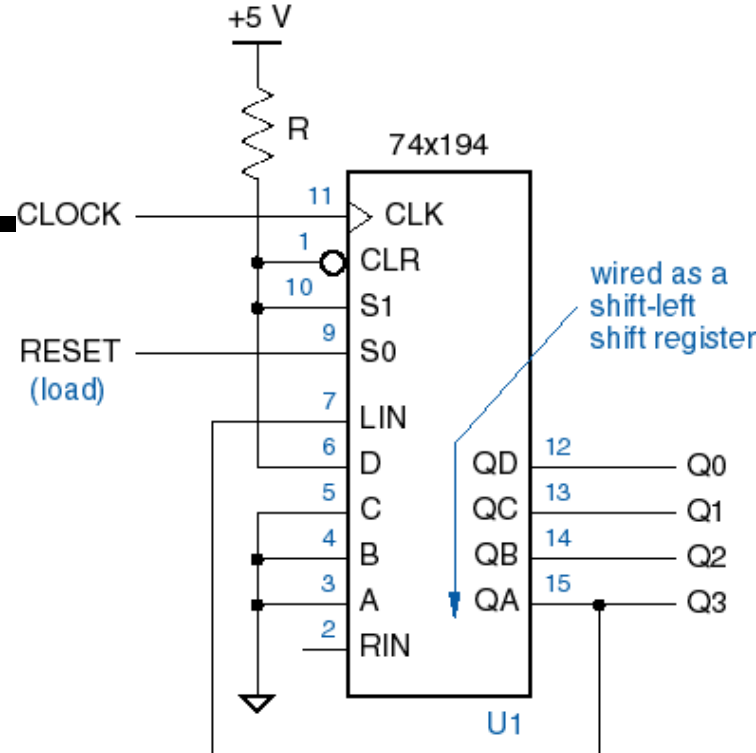 +5 V
R
74x194
CLOCK
11
CLK
1
CLR
10
S1
RESET
(load)
9
S0
7
LIN
6
D
5
C
4
B
3
A
2
RIN
wired as a
shift-left
shift register
QD
12
Q0
QC
13
Q1
QB
14
Q2
QA
15
Q3
U1